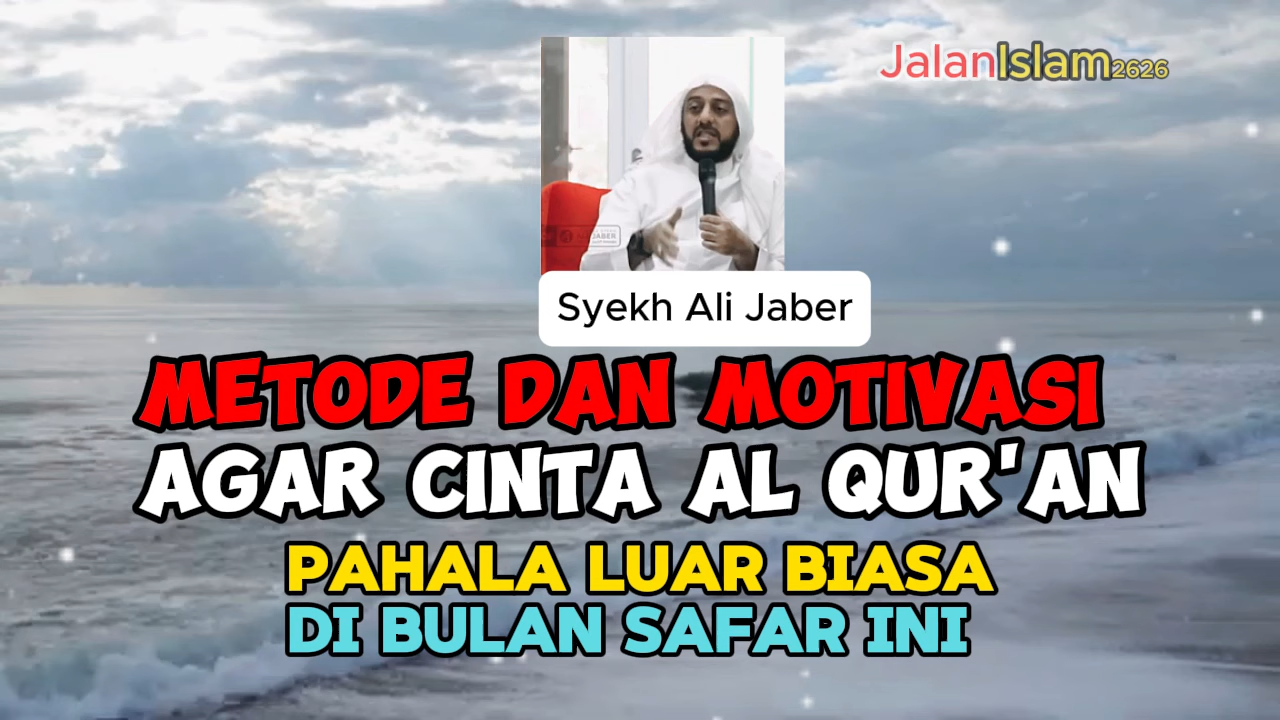 JalanIslam2626
JABER
Syekh Ali Jaber
METODE DAN MOTIVASI
AGAR CINTA AL QUR'AN
PAHALA LUAR BIASA
DI BULAN SAFAR INI